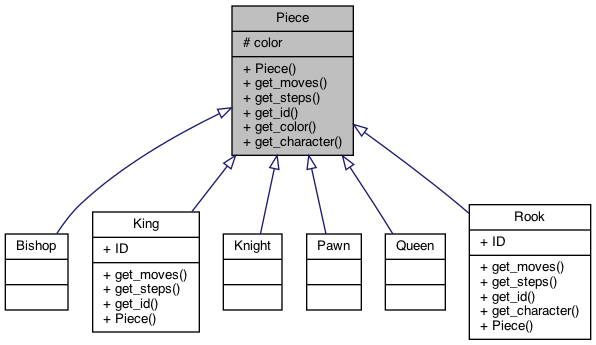 Piece
# color
+ Piece()
+ get_moves()
+ get_steps()
+ get_id()
+ get_color()
+ get_character()
Bishop
King
+ ID
+ get_moves()
+ get_steps()
+ get_id()
+ Piece()
Knight
Pawn
Queen
Rook
+ ID
+ get_moves()
+ get_steps()
+ get_id()
+ get_character()
+ Piece()